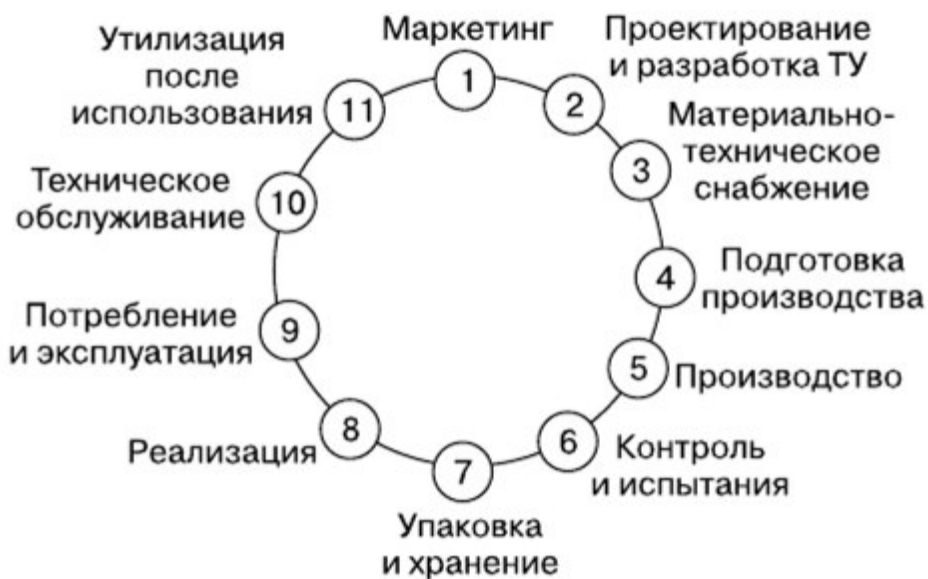 Маркетинг
1
Проектирование
и разработка ТУ
2
Материально-
техническое
снабжение
3
Подготовка
производства
4
Производство
5
Контроль
и испытания
6
Упаковка
и хранение
7
Реализация
8
Потребление
и эксплуатация
9
Техническое
обслуживание
10
Утилизация
после
использования
11